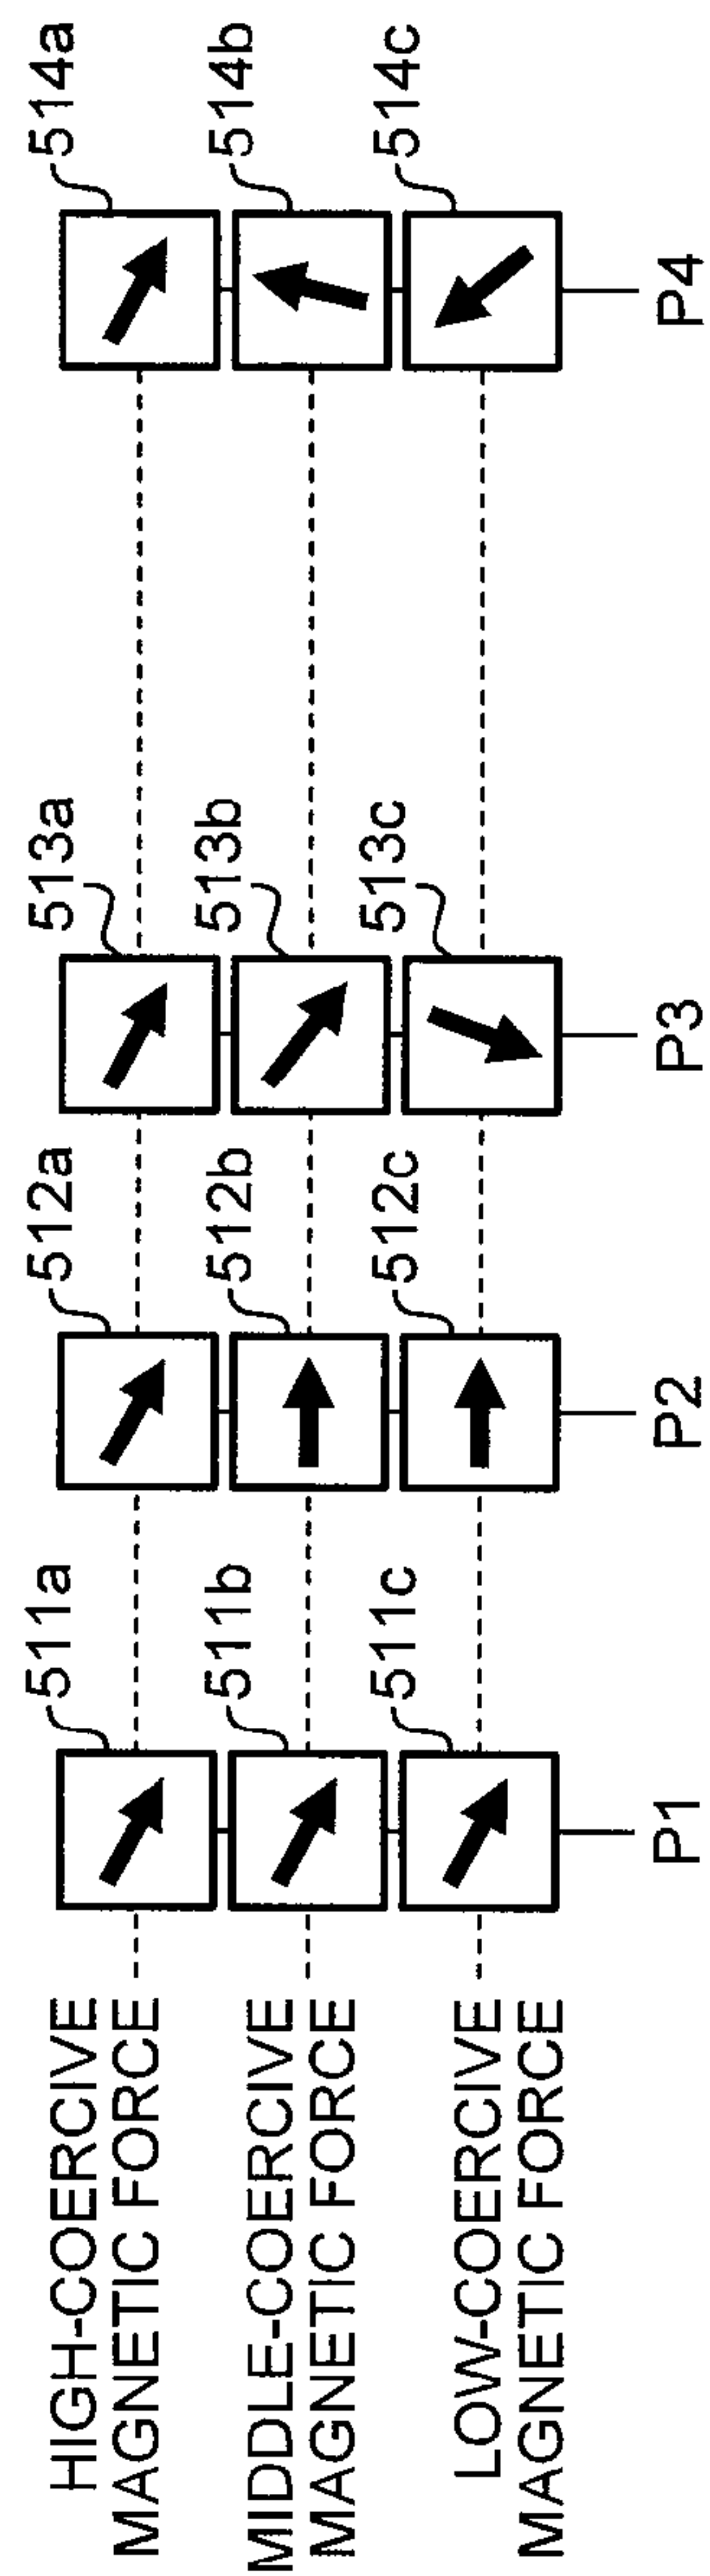 HIGH-COERCIVE
MAGNETIC FORCE
511a
512a
513a
514a
MIDDLE-COERCIVE
MAGNETIC FORCE
511b
512b
513b
514b
LOW-COERCIVE
MAGNETIC FORCE
511c
512c
513c
514c
P1
P2
P3
P4